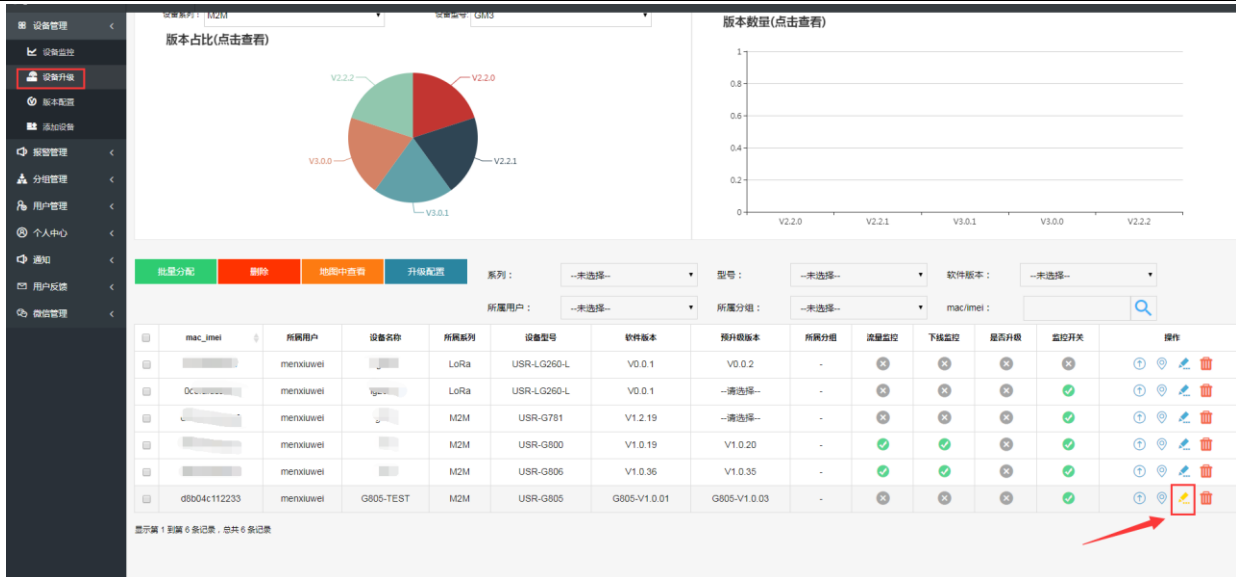 设备管理
设备监控
设备升级
版本配置
添加设备
报警管理
分组管理
用户管理
个人中心
通知
用户反馈
微信管理
设备系列： M2M 设备型号: GM3
版本占比(点击查看)
V2.2.2
V2.2.0
V3.0.0
V2.2.1
V3.0.1
版本数量(点击查看)
1
0.8
0.6
0.4
0.2
0
V2.2.0 V2.2.1 V3.0.1 V3.0.0 V2.2.2
批量分配 删除 地图中查看 升级配置
系列： --未选择-- 型号： --未选择-- 软件版本： --未选择--
所属用户： --未选择-- 所属分组： --未选择-- mac/imei：
mac_imei 所属用户 设备名称 所属系列 设备型号 软件版本 预升级版本 所属分组 流量监控 下线监控 是否升级 监控开关 操作
menxiuwei LoRa USR-LG260-L V0.0.1 V0.0.2 -
menxiuwei LoRa USR-LG260-L V0.0.1 --请选择-- -
menxiuwei M2M USR-G781 V1.2.19 --请选择-- -
menxiuwei M2M USR-G800 V1.0.19 V1.0.20 -
menxiuwei M2M USR-G806 V1.0.36 V1.0.35 -
d8b04c112233 menxiuwei G805-TEST M2M USR-G805 G805-V1.0.01 G805-V1.0.03 -
显示第 1 到第 6 条记录，总共 6 条记录